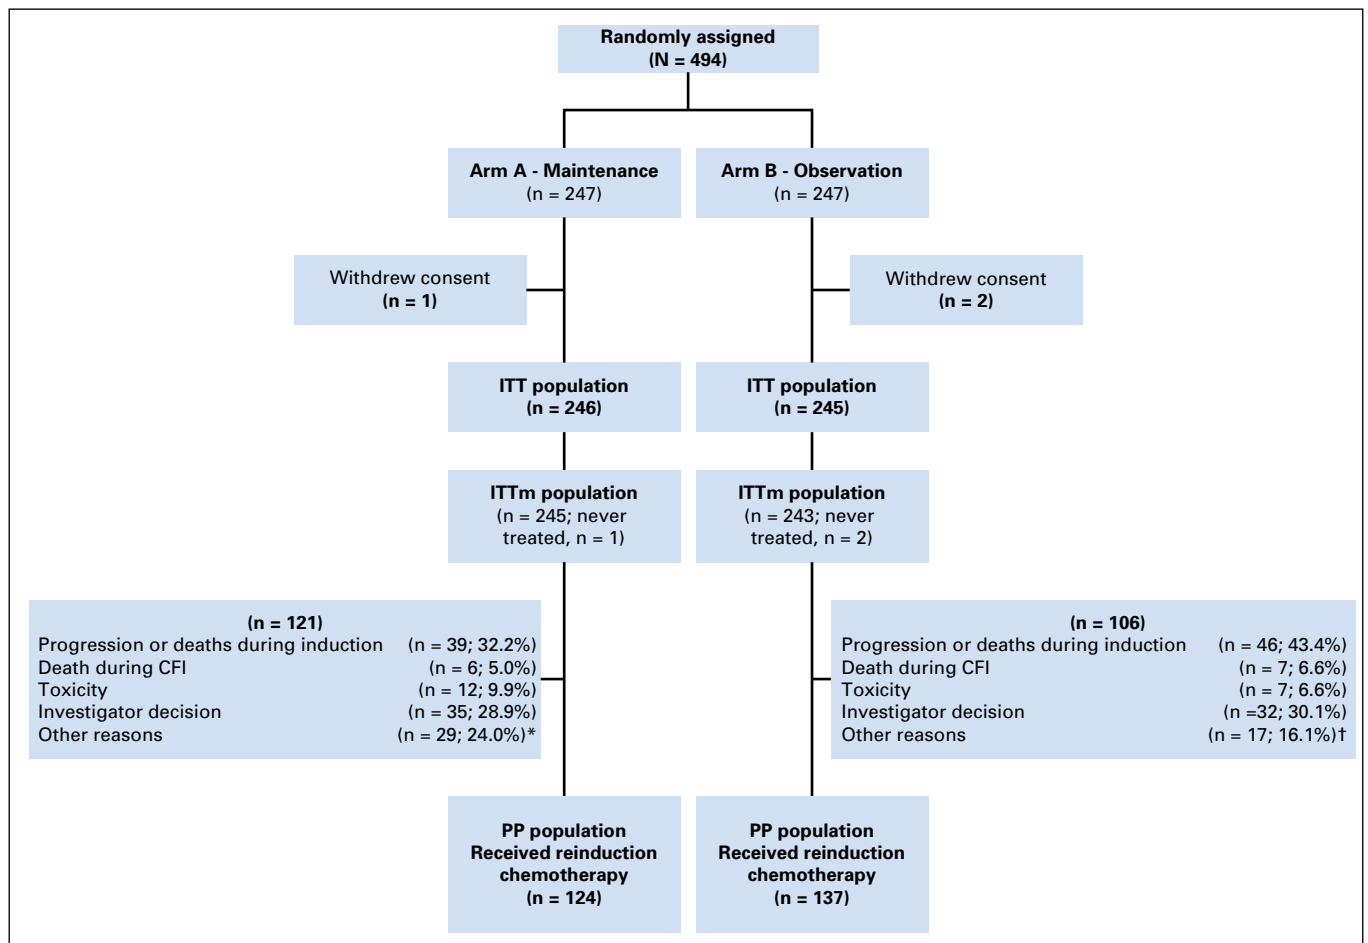 Randomly assigned
(N = 494)
Arm A - Maintenance
(n = 247)
Arm B - Observation
(n = 247)
Withdrew consent
(n = 1)
Withdrew consent
(n = 2)
ITT population
(n = 246)
ITT population
(n = 245)
ITTm population
(n = 245; never
treated, n = 1)
ITTm population
(n = 243; never
treated, n = 2)
(n = 121)
Progression or deaths during induction (n = 39; 32.2%)
Death during CFI (n = 6; 5.0%)
Toxicity (n = 12; 9.9%)
Investigator decision (n = 35; 28.9%)
Other reasons (n = 29; 24.0%)*
(n = 106)
Progression or deaths during induction (n = 46; 43.4%)
Death during CFI (n = 7; 6.6%)
Toxicity (n = 7; 6.6%)
Investigator decision (n =32; 30.1%)
Other reasons (n = 17; 16.1%)†
PP population
Received reinduction
chemotherapy
(n = 124)
PP population
Received reinduction
chemotherapy
(n = 137)